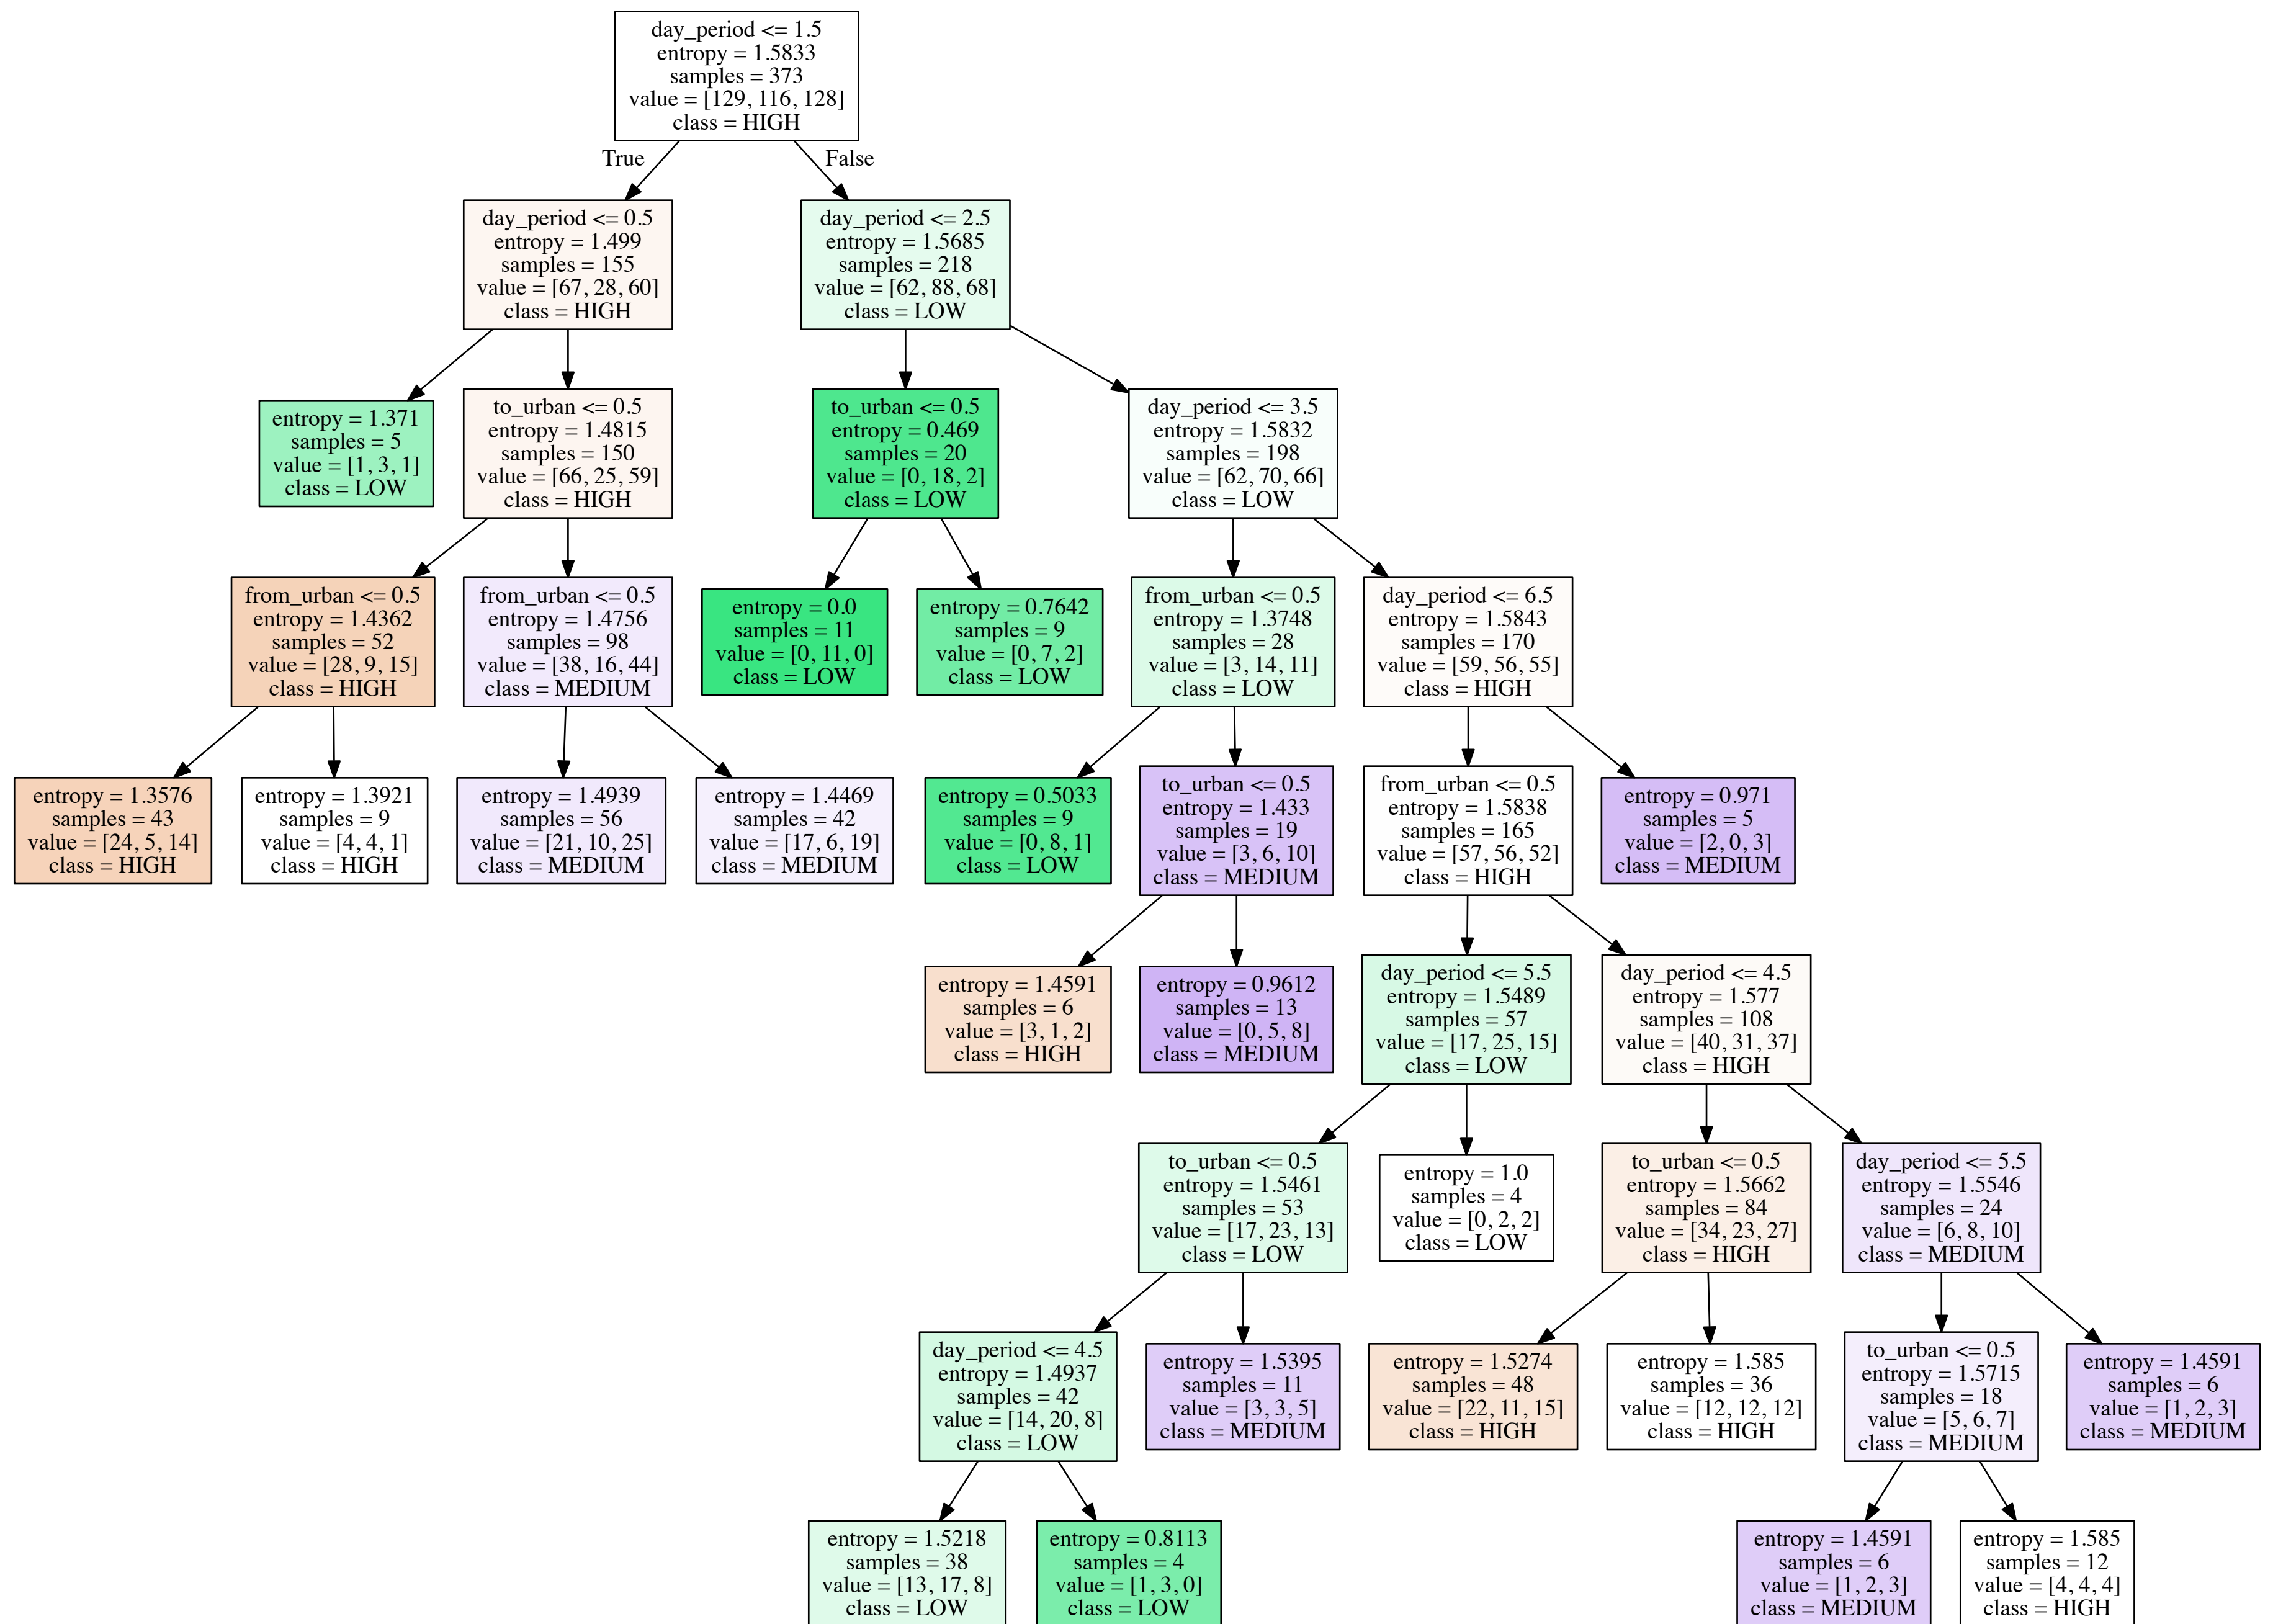 day_period <= 1.5
entropy = 1.5833
samples = 373
value = [129, 116, 128]
class = HIGH
True
False
day_period <= 0.5
entropy = 1.499
samples = 155
value = [67, 28, 60]
class = HIGH
day_period <= 2.5
entropy = 1.5685
samples = 218
value = [62, 88, 68]
class = LOW
entropy = 1.371
samples = 5
value = [1, 3, 1]
class = LOW
to_urban <= 0.5
entropy = 1.4815
samples = 150
value = [66, 25, 59]
class = HIGH
to_urban <= 0.5
entropy = 0.469
samples = 20
value = [0, 18, 2]
class = LOW
day_period <= 3.5
entropy = 1.5832
samples = 198
value = [62, 70, 66]
class = LOW
from_urban <= 0.5
entropy = 1.4362
samples = 52
value = [28, 9, 15]
class = HIGH
from_urban <= 0.5
entropy = 1.4756
samples = 98
value = [38, 16, 44]
class = MEDIUM
entropy = 0.0
samples = 11
value = [0, 11, 0]
class = LOW
entropy = 0.7642
samples = 9
value = [0, 7, 2]
class = LOW
from_urban <= 0.5
entropy = 1.3748
samples = 28
value = [3, 14, 11]
class = LOW
day_period <= 6.5
entropy = 1.5843
samples = 170
value = [59, 56, 55]
class = HIGH
entropy = 1.3576
samples = 43
value = [24, 5, 14]
class = HIGH
entropy = 1.3921
samples = 9
value = [4, 4, 1]
class = HIGH
entropy = 1.4939
samples = 56
value = [21, 10, 25]
class = MEDIUM
entropy = 1.4469
samples = 42
value = [17, 6, 19]
class = MEDIUM
entropy = 0.5033
samples = 9
value = [0, 8, 1]
class = LOW
to_urban <= 0.5
entropy = 1.433
samples = 19
value = [3, 6, 10]
class = MEDIUM
from_urban <= 0.5
entropy = 1.5838
samples = 165
value = [57, 56, 52]
class = HIGH
entropy = 0.971
samples = 5
value = [2, 0, 3]
class = MEDIUM
entropy = 1.4591
samples = 6
value = [3, 1, 2]
class = HIGH
entropy = 0.9612
samples = 13
value = [0, 5, 8]
class = MEDIUM
day_period <= 5.5
entropy = 1.5489
samples = 57
value = [17, 25, 15]
class = LOW
day_period <= 4.5
entropy = 1.577
samples = 108
value = [40, 31, 37]
class = HIGH
to_urban <= 0.5
entropy = 1.5461
samples = 53
value = [17, 23, 13]
class = LOW
entropy = 1.0
samples = 4
value = [0, 2, 2]
class = LOW
to_urban <= 0.5
entropy = 1.5662
samples = 84
value = [34, 23, 27]
class = HIGH
day_period <= 5.5
entropy = 1.5546
samples = 24
value = [6, 8, 10]
class = MEDIUM
day_period <= 4.5
entropy = 1.4937
samples = 42
value = [14, 20, 8]
class = LOW
entropy = 1.5395
samples = 11
value = [3, 3, 5]
class = MEDIUM
entropy = 1.5274
samples = 48
value = [22, 11, 15]
class = HIGH
entropy = 1.585
samples = 36
value = [12, 12, 12]
class = HIGH
to_urban <= 0.5
entropy = 1.5715
samples = 18
value = [5, 6, 7]
class = MEDIUM
entropy = 1.4591
samples = 6
value = [1, 2, 3]
class = MEDIUM
entropy = 1.5218
samples = 38
value = [13, 17, 8]
class = LOW
entropy = 0.8113
samples = 4
value = [1, 3, 0]
class = LOW
entropy = 1.4591
samples = 6
value = [1, 2, 3]
class = MEDIUM
entropy = 1.585
samples = 12
value = [4, 4, 4]
class = HIGH